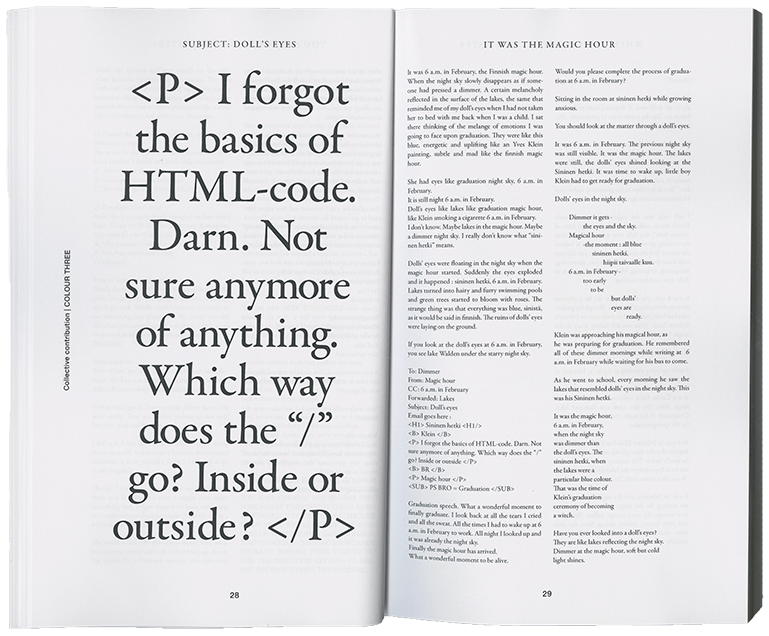 SUBJECT: DOLL'S EYES
<P> I forgot
the basics of
HTML-code.
Darn. Not
sure anymore
of anything.
Which way
does the “/”
go? Inside or
outside? </P>
Collective contribution | COLOUR THREE
28
IT WAS THE MAGIC HOUR
It was 6 a.m. in February, the Finnish magic hour.
When the night sky slowly disappears as if some-
one had pressed a dimmer. A certain melancholy
reflected in the surface of the lakes, the same that
reminded me of my doll's eyes when I had not taken
her to bed with me back when I was a child. I sat
there thinking of the melange of emotions I was
going to face upon graduation. They were like this
blue, energetic and uplifting like an Yves Klein
painting, subtle and mad like the finnish magic
hour.
She had eyes like graduation night sky, 6 a.m. in
February.
It is still night 6 a.m. in February.
Doll's eyes like lakes like graduation magic hour,
like Klein smoking a cigarette 6 a.m. in February.
I don't know. Maybe lakes in the magic hour. Maybe
a dimmer night sky. I really don't know what “sini-
nen hetki” means.
Dolls' eyes were floating in the night sky when the
magic hour started. Suddenly the eyes exploded
and it happened : sininen hetki, 6 a.m. in February.
Lakes turned into hairy and furry swimming pools
and green trees started to bloom with roses. The
strange thing was that everything was blue, sinistä,
as it would be said in finnish. The ruins of dolls' eyes
were laying on the ground.
If you look at the doll's eyes at 6 a.m. in February,
you see lake Walden under the starry night sky.
To: Dimmer
From: Magic hour
CC: 6 a.m. in February
Forwarded: Lakes
Subject: Doll's eyes
Email goes here :
<H1> Sininen hetki <H1/>
<B> Klein </B>
<P> I forgot the basics of HTML-code. Darn. Not
sure anymore of anything. Which way does the “/”
go? Inside or outside </P>
<B> BR </B>
<P> Magic hour </P>
<SUB> PS BRO = Graduation </SUB>
Graduation speech. What a wonderful moment to
finally graduate. I look back at all the tears I cried
and all the sweat. All the times I had to wake up at 6
a.m. in February to work. All night I looked up and
it was already the night sky.
Finally the magic hour has arrived.
What a wonderful moment to be alive.
Would you please complete the process of gradua-
tion at 6 a.m. in February?
Sitting in the room at sininen hetki while growing
anxious.
You should look at the matter through a doll's eyes.
It was 6 a.m. in February. The previous night sky
was still visible. It was the magic hour. The lakes
were still, the dolls' eyes shined looking at the
Sininen hetki. It was time to wake up, little boy
Klein had to get ready for graduation.
Dolls' eyes in the night sky.
Dimmer it gets -
the eyes and the sky.
Magical hour
-the moment : all blue
sininen hetki,
hiipii taivaalle kuu.
6 a.m. in February -
too early
to be
but dolls'
eyes are
ready.
Klein was approaching his magical hour, as
he was preparing for graduation. He remembered
all of these dimmer mornings while writing at 6
a.m. in February while waiting for his bus to come.
As he went to school, every morning he saw the
lakes that resembled dolls' eyes in the night sky. This
was his Sininen hetki.
It was the magic hour,
6 a.m. in February,
when the night sky
was dimmer than
the doll's eyes. The
sininen hetki, when
the lakes were a
particular blue colour.
That was the time of
Klein's graduation
ceremony of becoming
a witch.
Have you ever looked into a doll's eyes?
They are like lakes reflecting the night sky.
Dimmer at the magic hour, soft but cold
light shines.
29